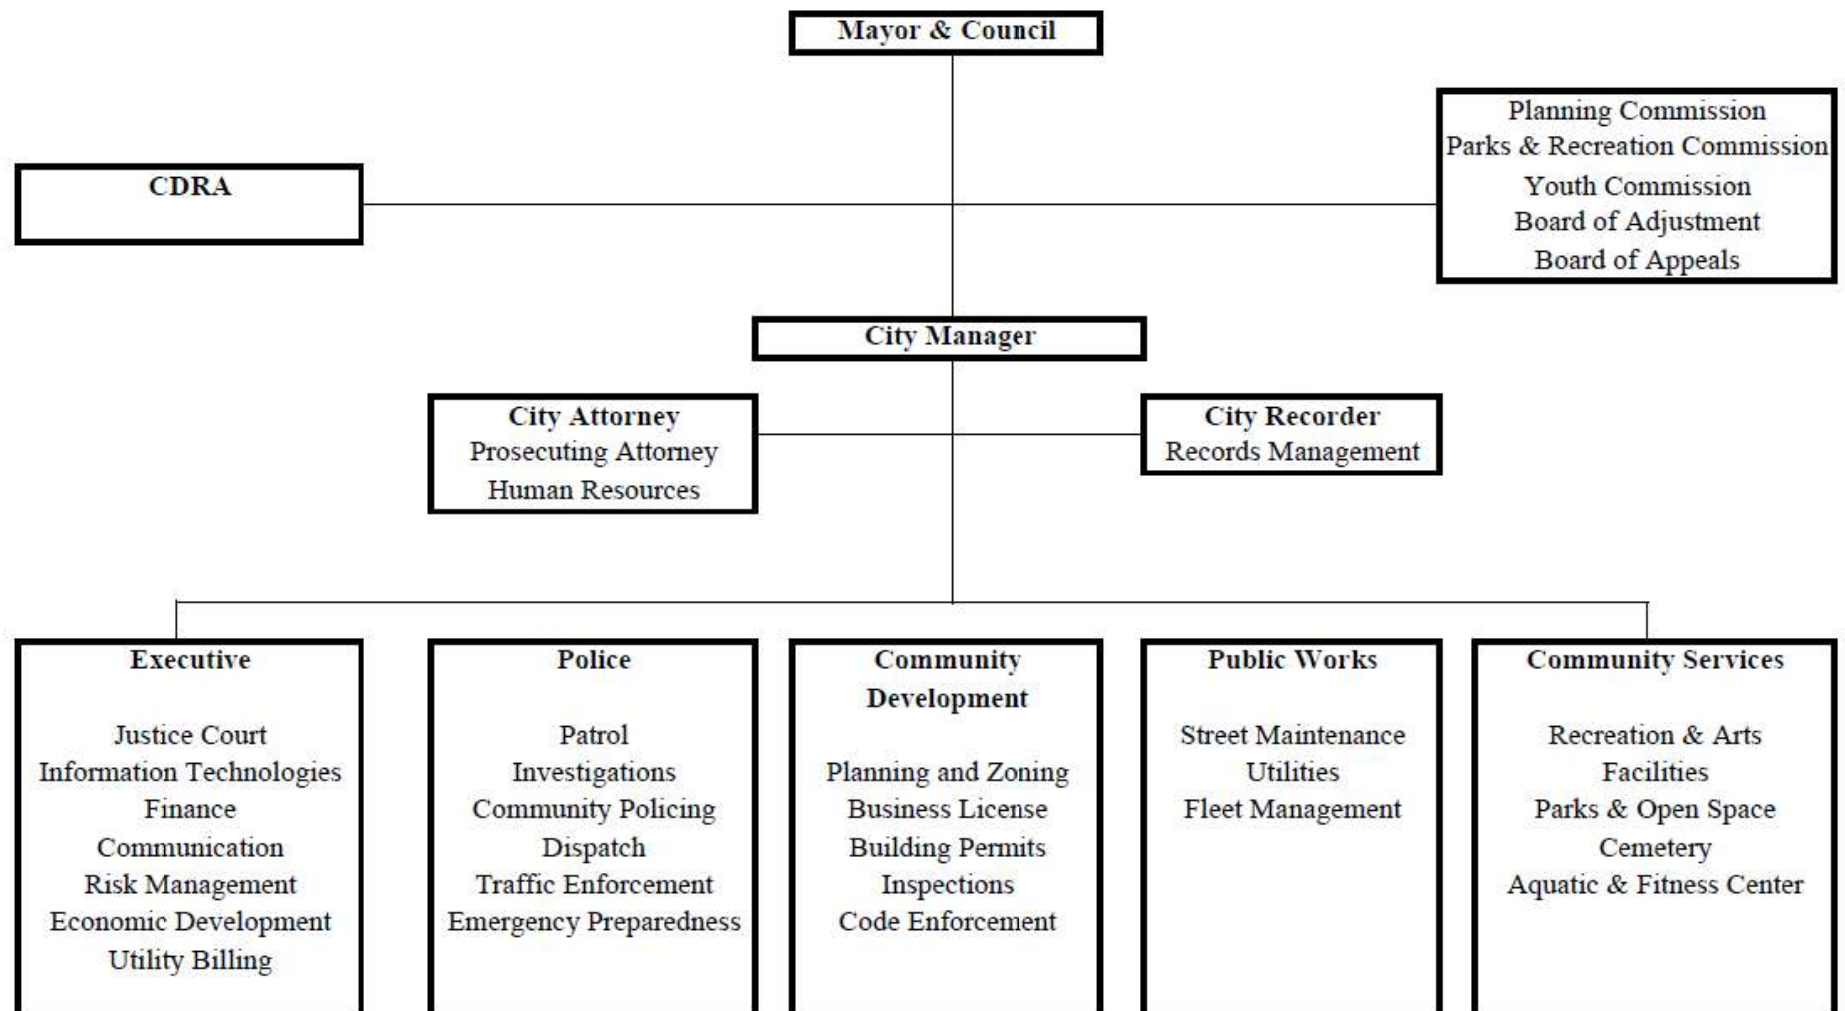 Mayor & Council
Planning Commission
Parks & Recreation Commission
Youth Commission
Board of Adjustment
Board of Appeals
CDRA
City Manager
City Attorney
Prosecuting Attorney
Human Resources
City Recorder
Records Management
Executive
Justice Court
Information Technologies
Finance
Communication
Risk Management
Economic Development
Utility Billing
Police
Patrol
Investigations
Community Policing
Dispatch
Traffic Enforcement
Emergency Preparedness
Community
Development
Planning and Zoning
Business License
Building Permits
Inspections
Code Enforcement
Public Works
Street Maintenance
Utilities
Fleet Management
Community Services
Recreation & Arts
Facilities
Parks & Open Space
Cemetery
Aquatic & Fitness Center